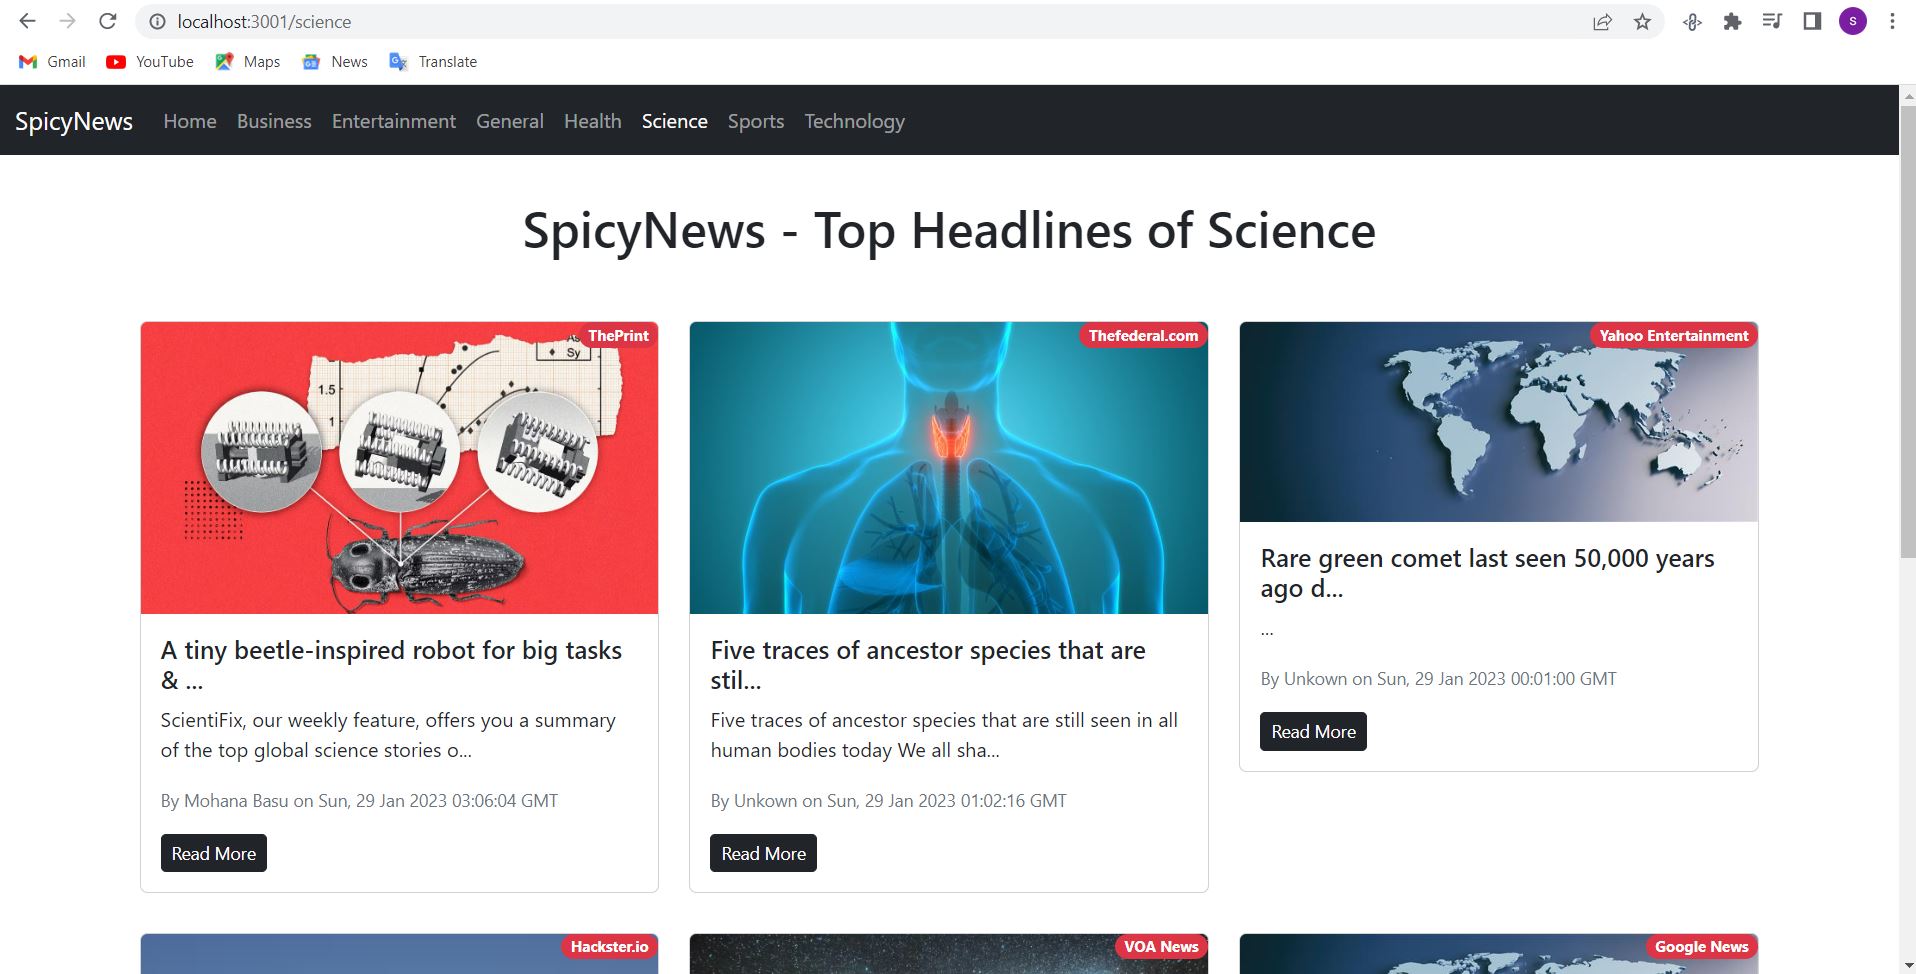 localhost:3001/science
S
Gmail YouTube Maps News Translate
SpicyNews Home Business Entertainment General Health Science Sports Technology
SpicyNews - Top Headlines of Science
ThePrint
As
Sy
1.5
1
A tiny beetle-inspired robot for big tasks
& ...
ScientiFix, our weekly feature, offers you a summary
of the top global science stories o...
By Mohana Basu on Sun, 29 Jan 2023 03:06:04 GMT
Read More
Thefederal.com
Five traces of ancestor species that are
stil...
Five traces of ancestor species that are still seen in all
human bodies today We all sha...
By Unkown on Sun, 29 Jan 2023 01:02:16 GMT
Read More
Yahoo Entertainment
Rare green comet last seen 50,000 years
ago d...
...
By Unkown on Sun, 29 Jan 2023 00:01:00 GMT
Read More
Hackster.io
VOA News
Google News